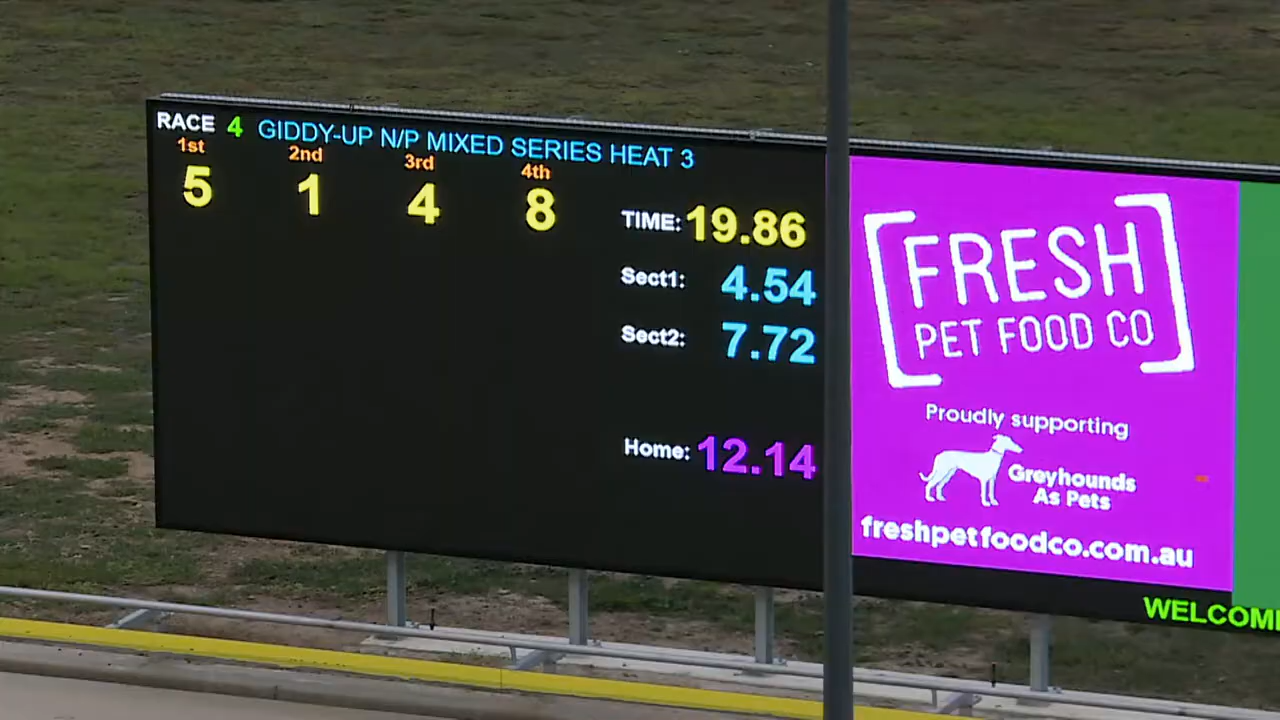 RACE 4 GIDDY-UP N/P MIXED SERIES HEAT 3
1st 2nd 3rd 4th
5 1 4 8
TIME: 19.86
Sect1: 4.54
Sect2: 7.72
Home: 12.14
FRESH
PET FOOD CO
Proudly supporting
Greyhounds
As Pets
freshpetfoodco.com.au